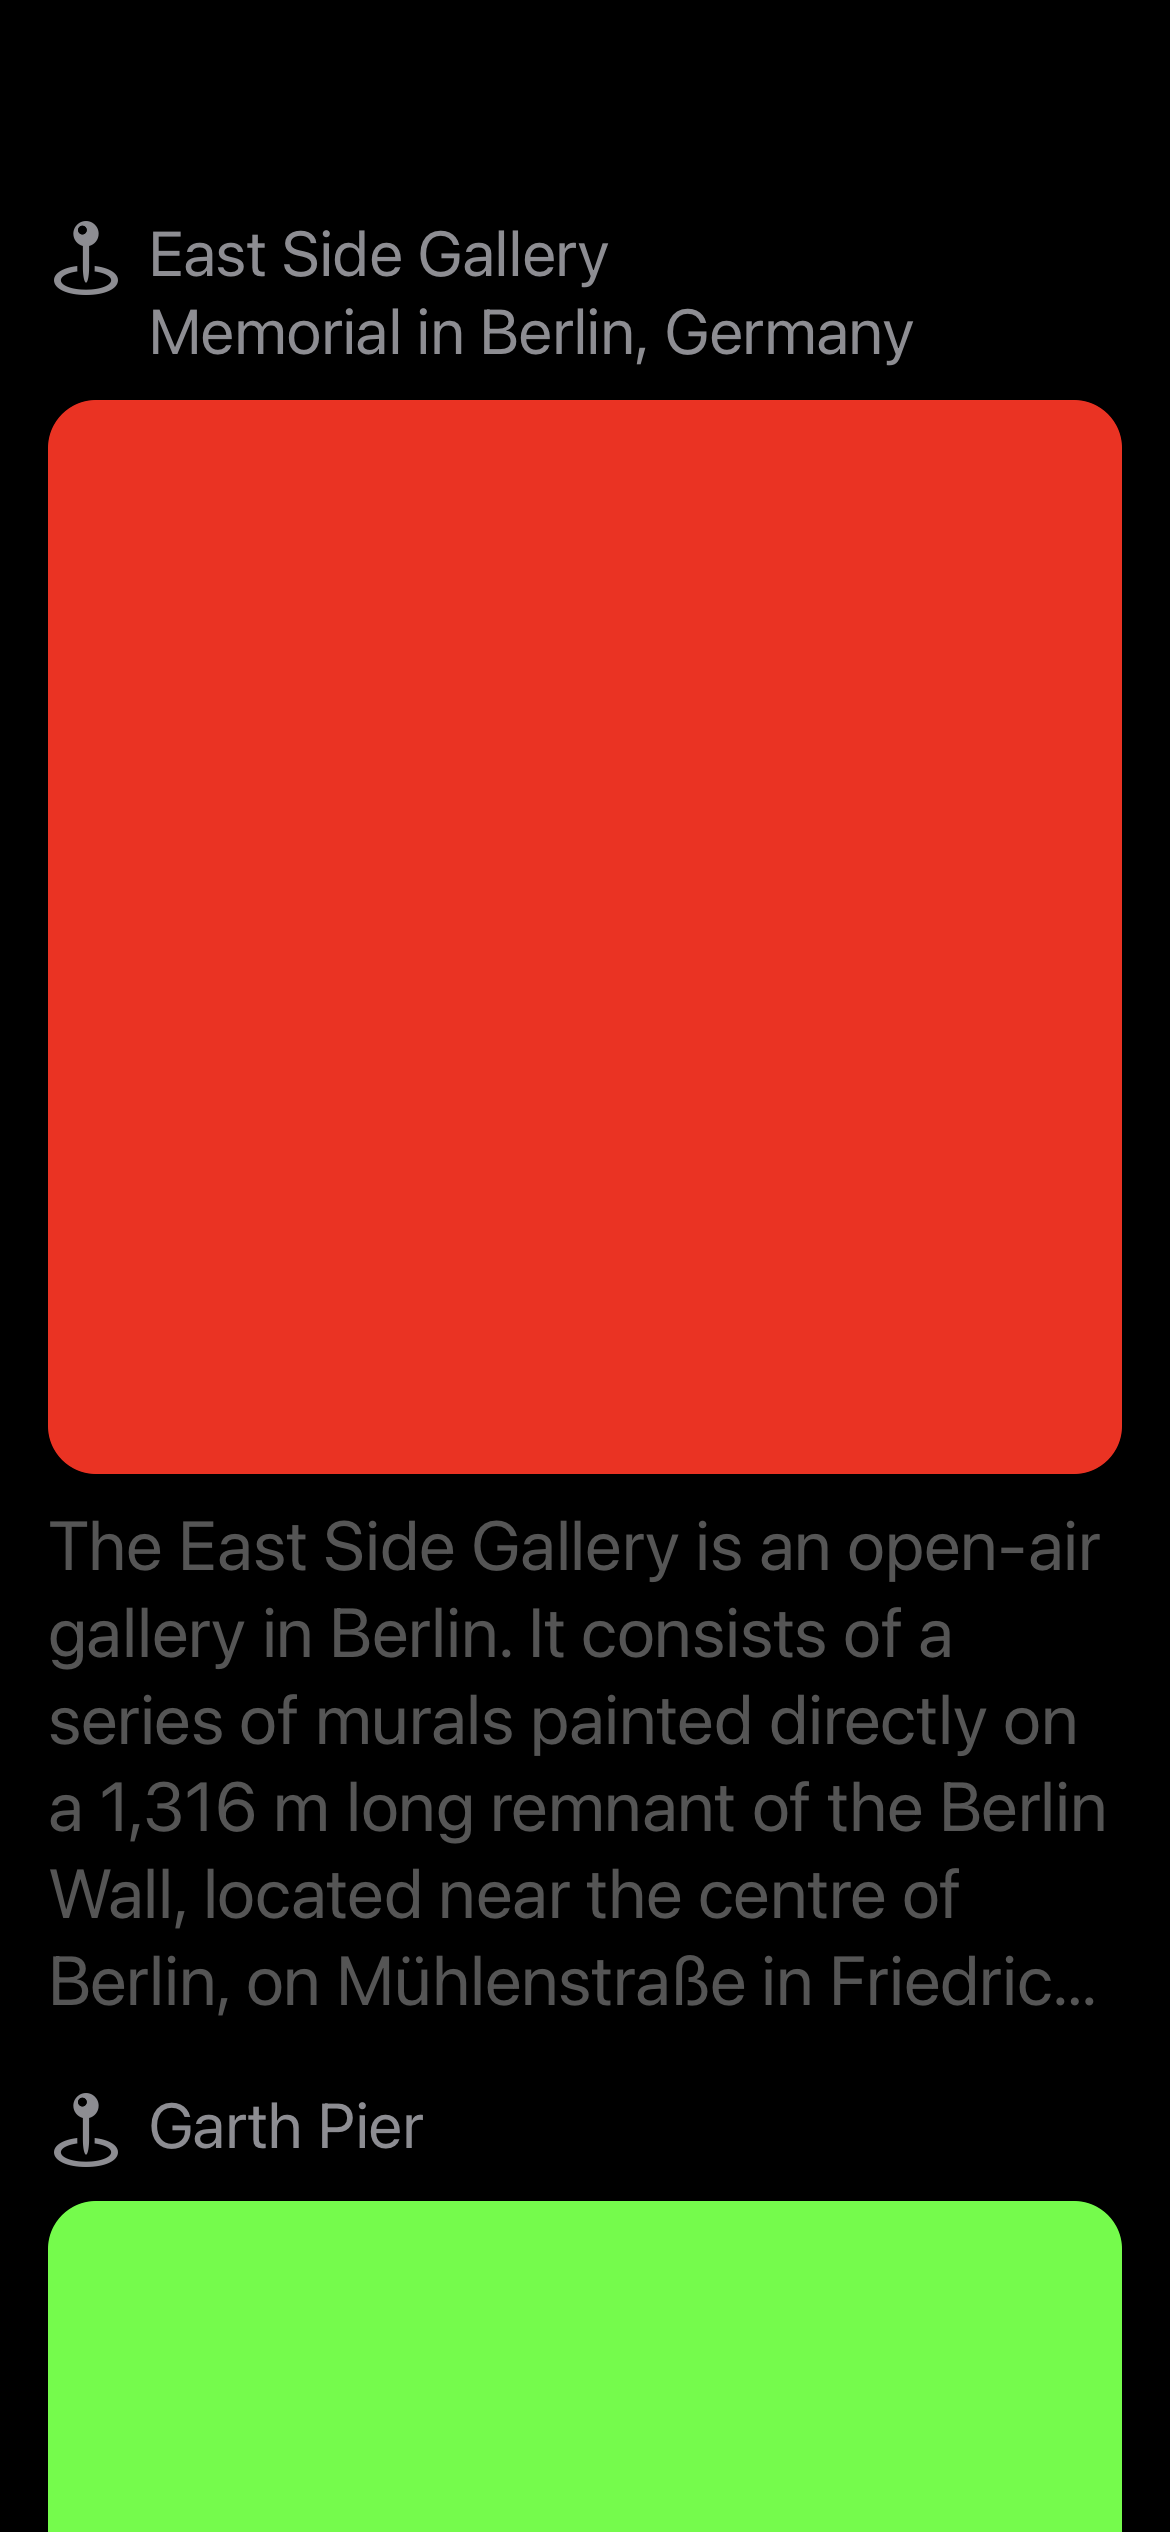 East Side Gallery
Memorial in Berlin, Germany
The East Side Gallery is an open-air
gallery in Berlin. It consists of a
series of murals painted directly on
a 1,316 m long remnant of the Berlin
Wall, located near the centre of
Berlin, on Mühlenstraße in Friedric...
Garth Pier